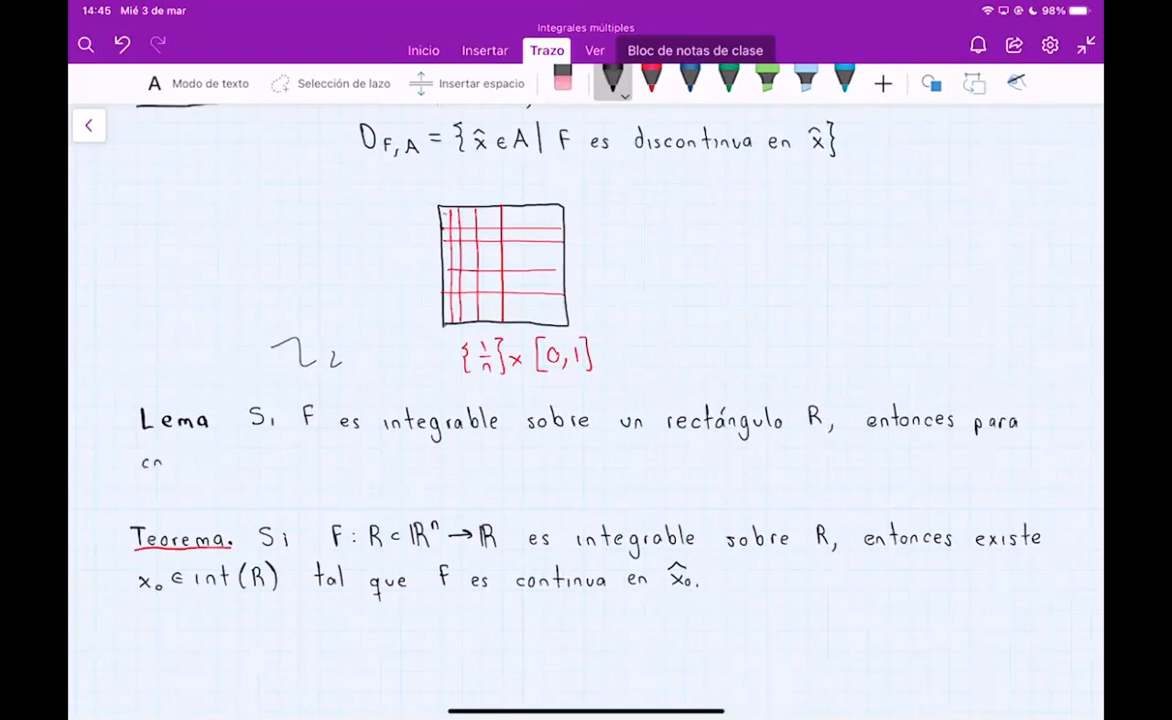 14:45 Mié 3 de mar
98%
Integrales múltiples
Inicio Insertar Trazo Ver Bloc de notas de clase
A Modo de texto Selección de lazo Insertar espacio
D_{F,A} = {x̂ ∈ A | F es discontinua en x̂}
{1/n} × [0,1]
Lema Si F es integrable sobre un rectángulo R, entonces para
Teorema. Si F: R ⊂ ℝⁿ → ℝ es integrable sobre R, entonces existe
x₀ ∈ int(R) tal que f es continua en x̂₀.